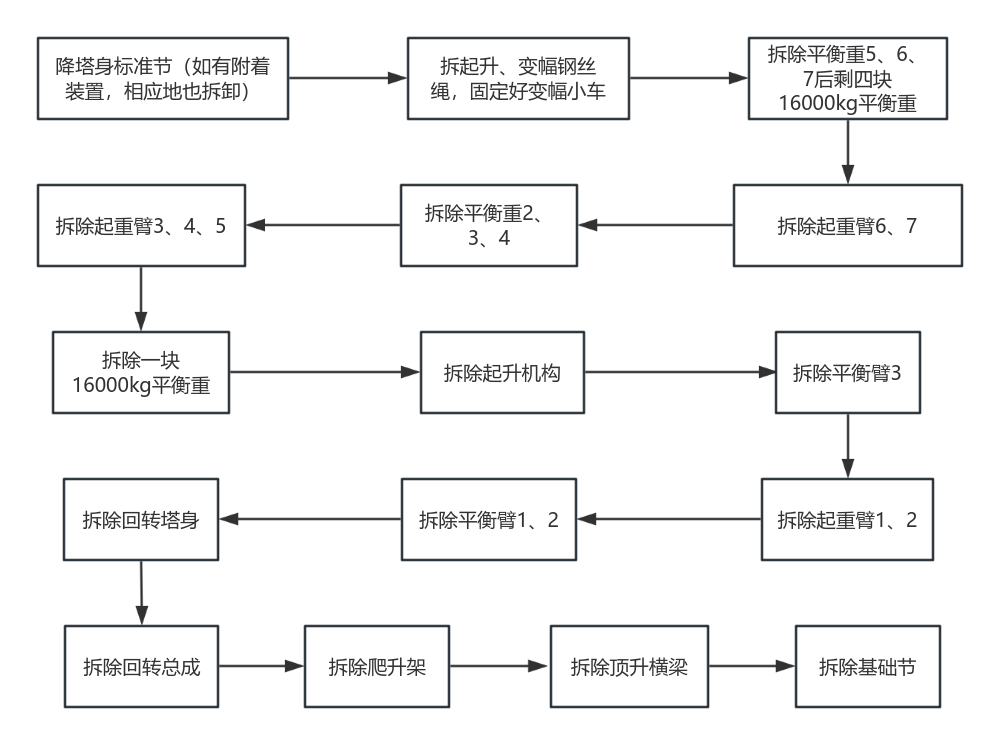 降塔身标准节（如有附着
装置，相应地也拆卸）
拆起升、变幅钢丝
绳，固定好变幅小车
拆除平衡重5、6、
7后剩四块
16000kg平衡重
拆除起重臂6、7
拆除平衡重2、
3、4
拆除起重臂3、4、5
拆除一块
16000kg平衡重
拆除起升机构
拆除平衡臂3
拆除起重臂1、2
拆除平衡臂1、2
拆除回转塔身
拆除回转总成
拆除爬升架
拆除顶升横梁
拆除基础节